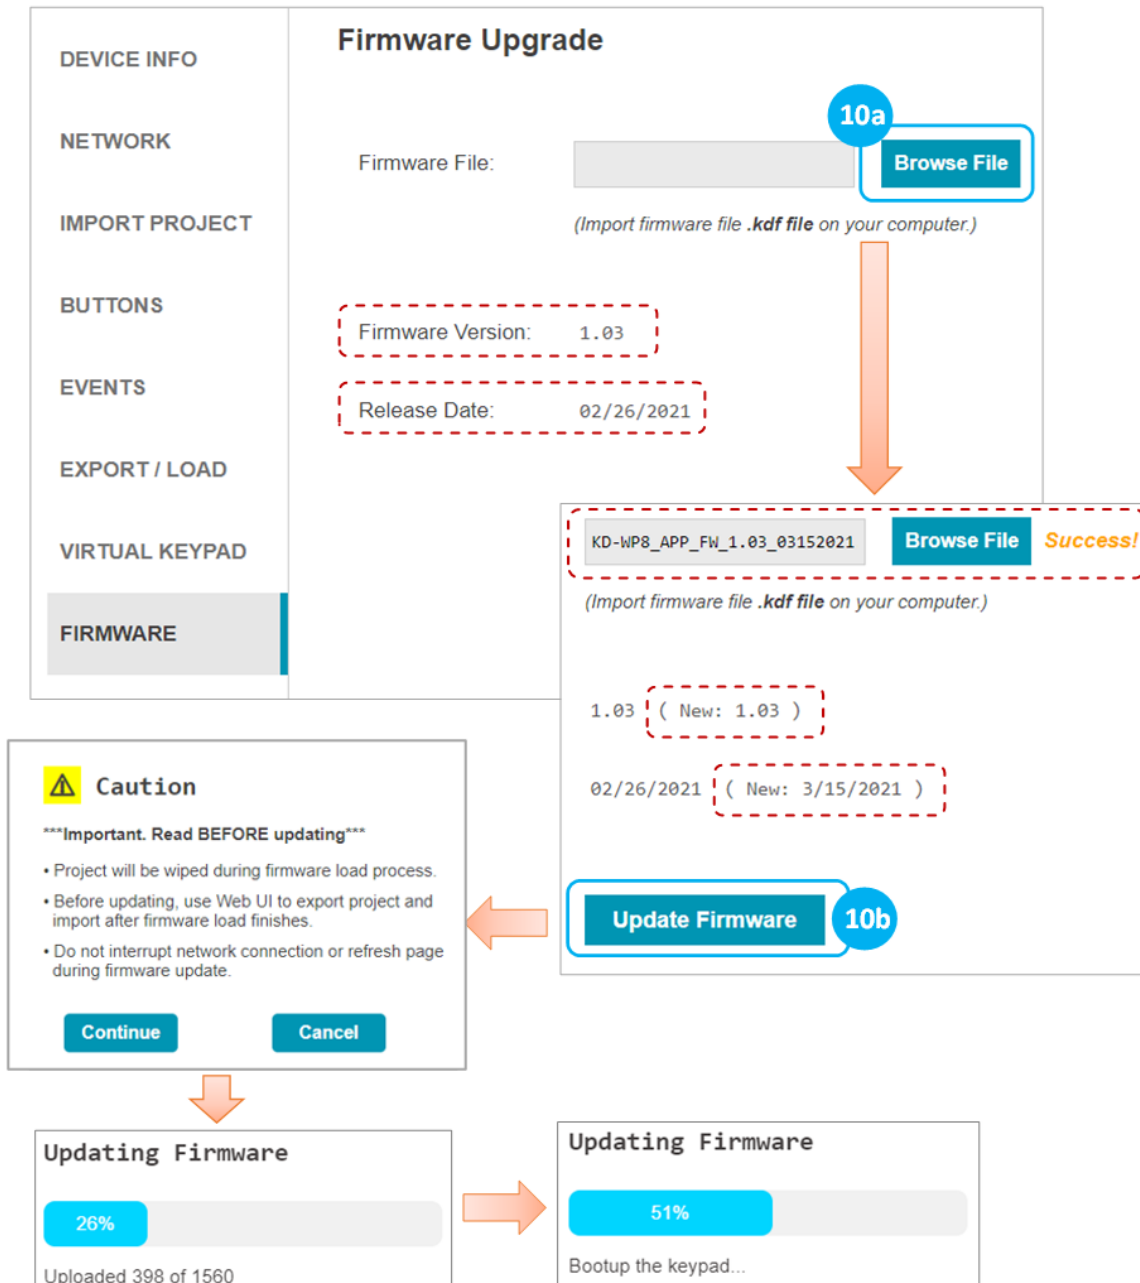 Firmware Upgrade
DEVICE INFO
NETWORK
IMPORT PROJECT
BUTTONS
EVENTS
EXPORT / LOAD
VIRTUAL KEYPAD
FIRMWARE
10a
Firmware File:
Browse File
(Import firmware file .kdf file on your computer.)
Firmware Version: 1.03
Release Date: 02/26/2021
KD-WP8_APP_FW_1.03_03152021 Browse File Success!
(Import firmware file .kdf file on your computer.)
1.03 ( New: 1.03 )
02/26/2021 ( New: 3/15/2021 )
Update Firmware 10b
⚠ Caution
***Important. Read BEFORE updating***
• Project will be wiped during firmware load process.
• Before updating, use Web UI to export project and
import after firmware load finishes.
• Do not interrupt network connection or refresh page
during firmware update.
Continue Cancel
Updating Firmware
26%
Uploaded 398 of 1560
Updating Firmware
51%
Bootup the keypad...